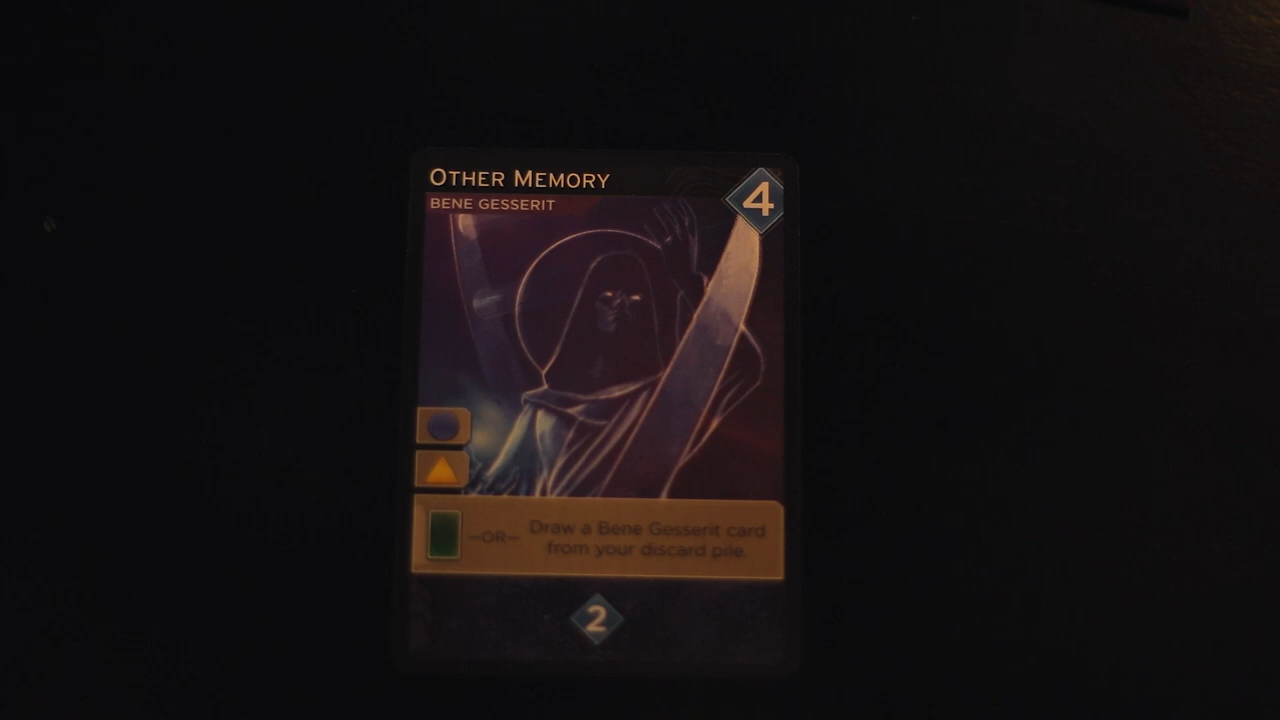 OTHER MEMORY
4
BENE GESSERIT
—OR— Draw a Bene Gesserit card
from your discard pile.
2